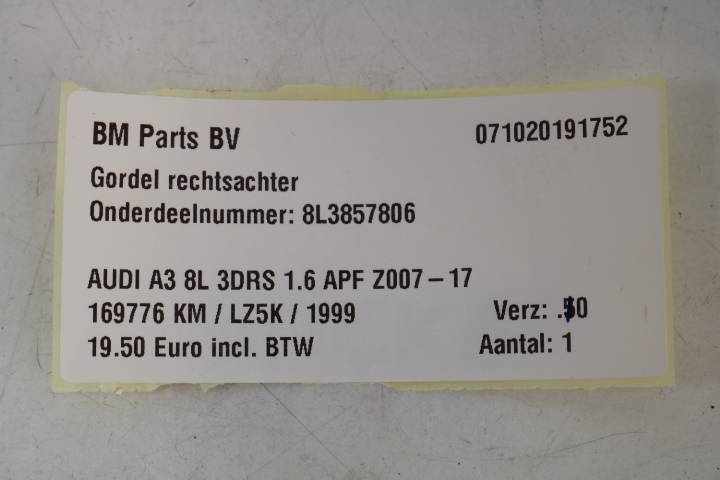 BM Parts BV 071020191752
Gordel rechtsachter
Onderdeelnummer: 8L3857806
AUDI A3 8L 3DRS 1.6 APF Z007-17
169776 KM / LZ5K / 1999 Verz:
19.50 Euro incl. BTW Aantal: 1